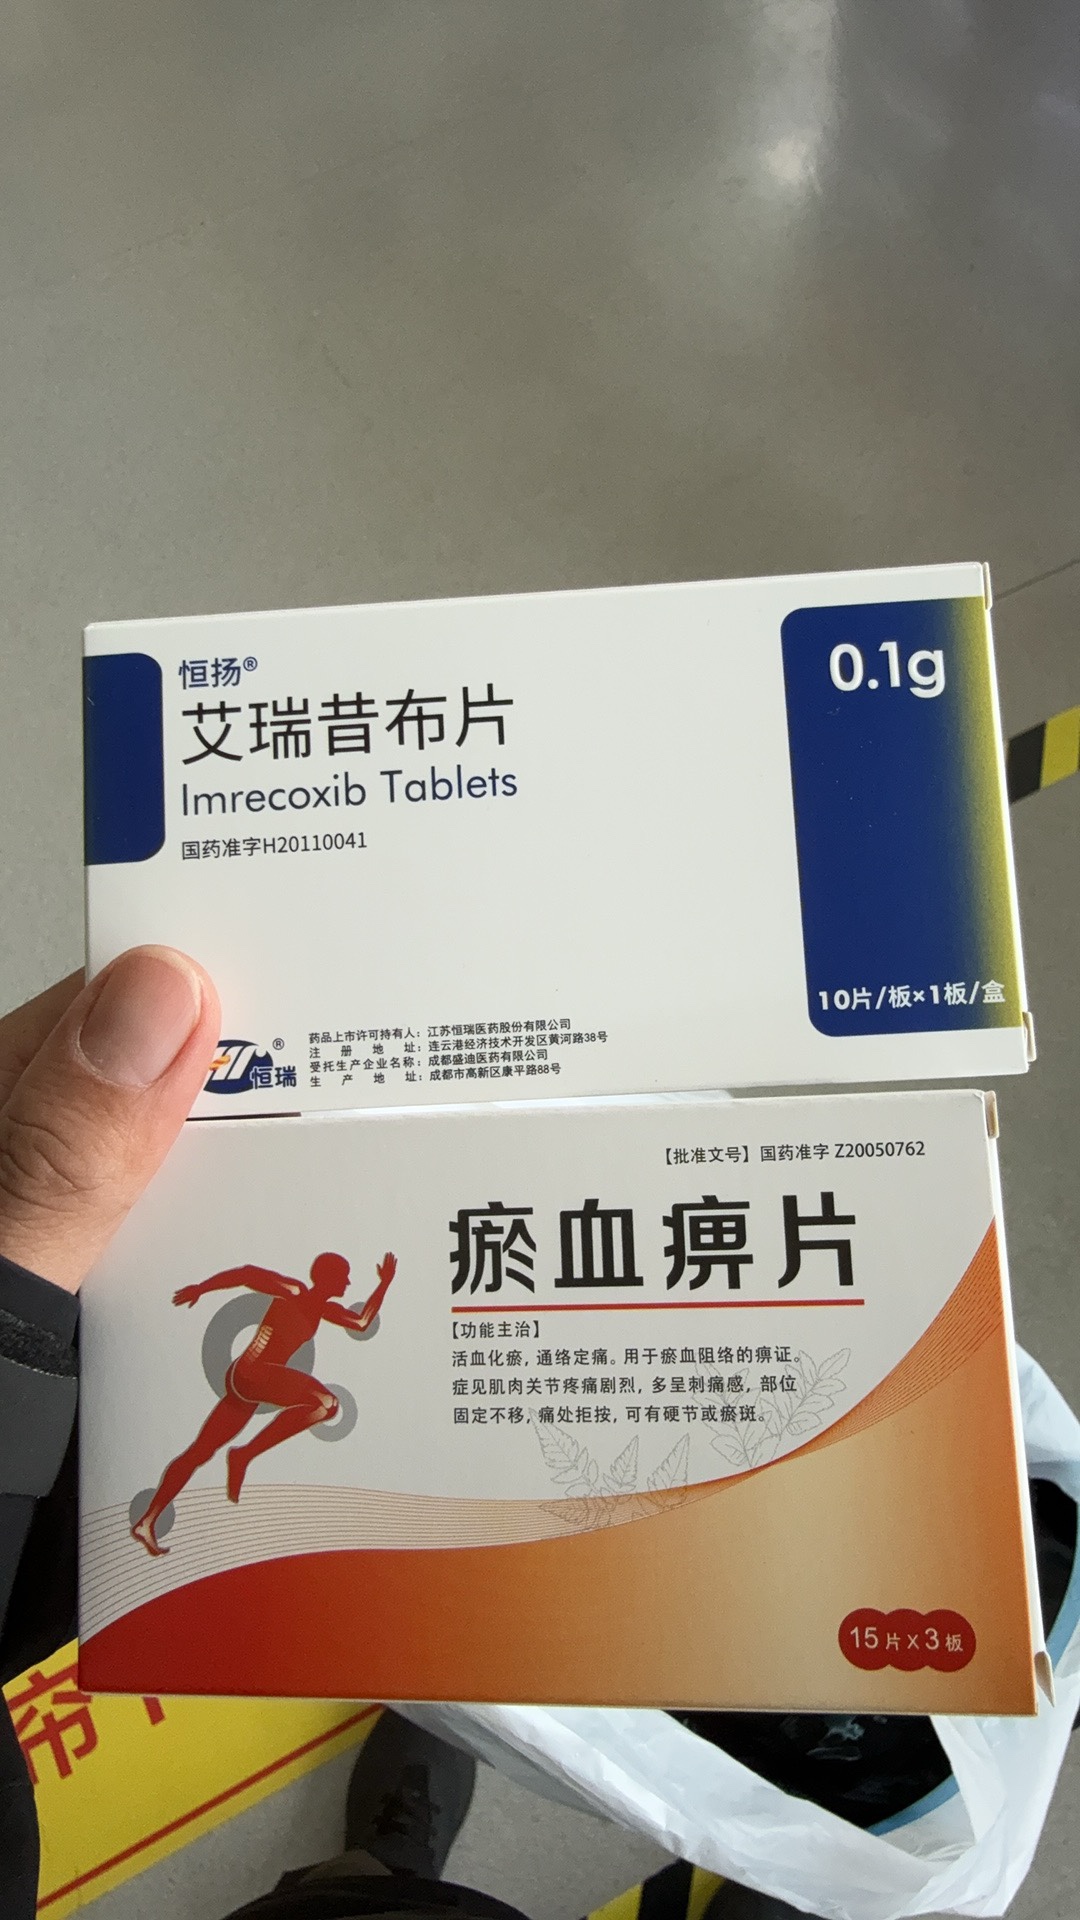 恒扬®
艾瑞昔布片
Imrecoxib Tablets
国药准字H20110041
0.1g
10片/板×1板/盒
恒瑞®
药品上市许可持有人：江苏恒瑞医药股份有限公司
注册地址：连云港经济技术开发区黄河路38号
受托生产企业名称：成都盛迪医药有限公司
生产地址：成都市高新区康平路88号
【批准文号】国药准字 Z20050762
瘀血痹片
【功能主治】
活血化瘀，通络定痛。用于瘀血阻络的痹证。
症见肌肉关节疼痛剧烈，多呈刺痛感，部位
固定不移，痛处拒按，可有硬节或瘀斑。
15片X3板